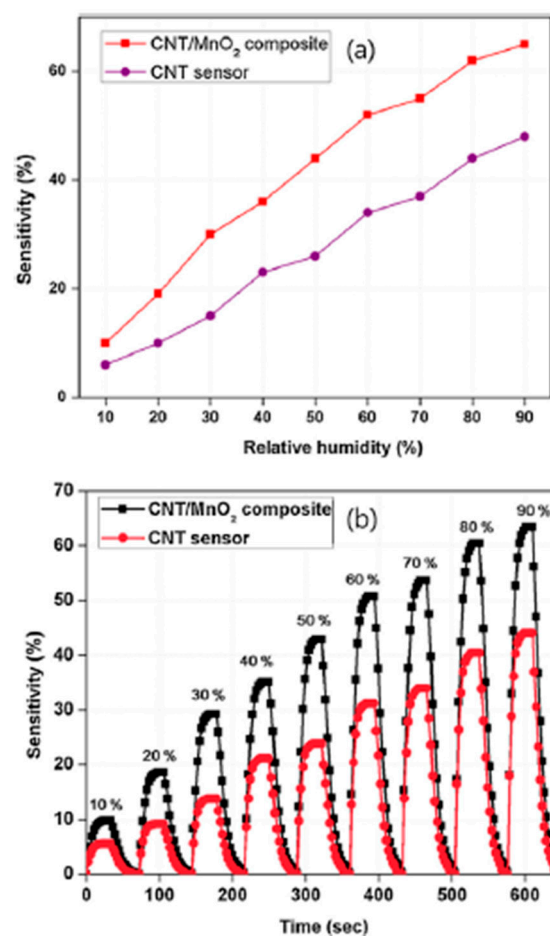 CNT/MnO₂ composite
CNT sensor
(a)
Sensitivity (%)
60
40
20
0
10 20 30 40 50 60 70 80 90
Relative humidity (%)
CNT/MnO₂ composite
CNT sensor
(b)
Sensitivity (%)
70
60
50
40
30
20
10
0
10 %
20 %
30 %
40 %
50 %
60 %
70 %
80 %
90 %
0 100 200 300 400 500 600
Time (sec)